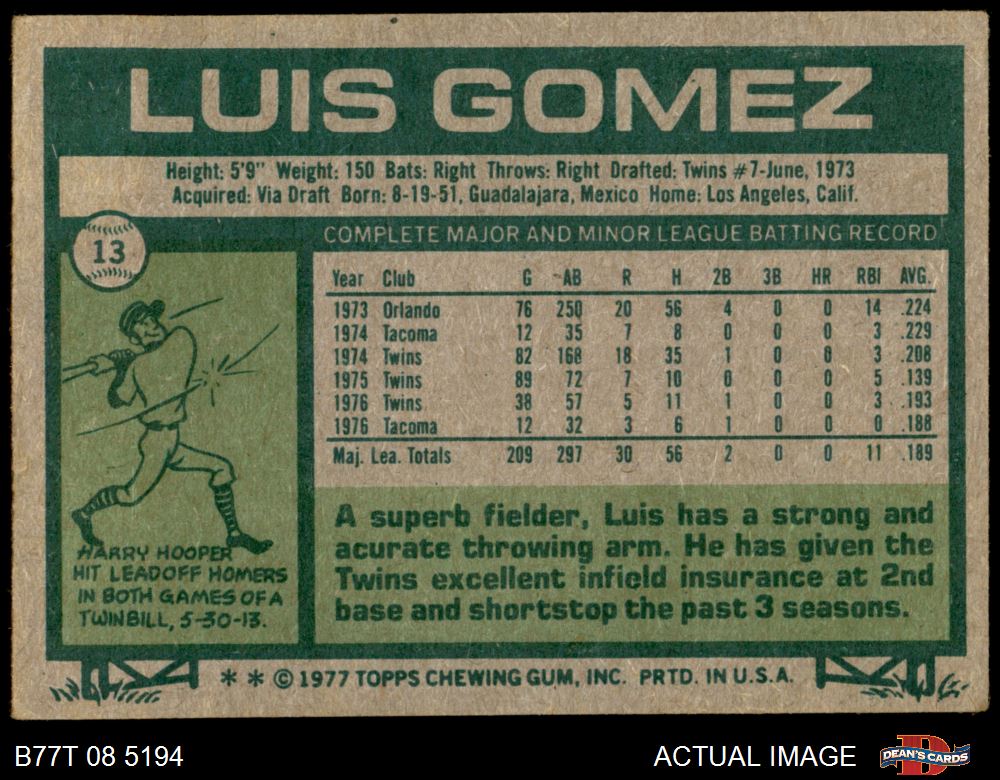 LUIS GOMEZ
Height: 5'9" Weight: 150 Bats: Right Throws: Right Drafted: Twins #7-June, 1973
Acquired: Via Draft Born: 8-19-51, Guadalajara, Mexico Home: Los Angeles, Calif.
13
COMPLETE MAJOR AND MINOR LEAGUE BATTING RECORD
Year Club G AB R H 2B 3B HR RBI AVG.
1973 Orlando 76 250 20 56 4 0 0 14 .224
1974 Tacoma 12 35 7 8 0 0 0 3 .229
1974 Twins 82 168 18 35 1 0 0 3 .208
1975 Twins 89 72 7 10 0 0 0 5 .139
1976 Twins 38 57 5 11 1 0 0 3 .193
1976 Tacoma 12 32 3 6 1 0 0 0 .188
Maj. Lea. Totals 209 297 30 56 2 0 0 11 .189
A superb fielder, Luis has a strong and
acurate throwing arm. He has given the
Twins excellent infield insurance at 2nd
base and shortstop the past 3 seasons.
HARRY HOOPER
HIT LEADOFF HOMERS
IN BOTH GAMES OF A
TWINBILL, 5-30-13.
* * © 1977 TOPPS CHEWING GUM, INC. PRTD. IN U.S.A.
B77T 08 5194 ACTUAL IMAGE DEAN'S CARDS